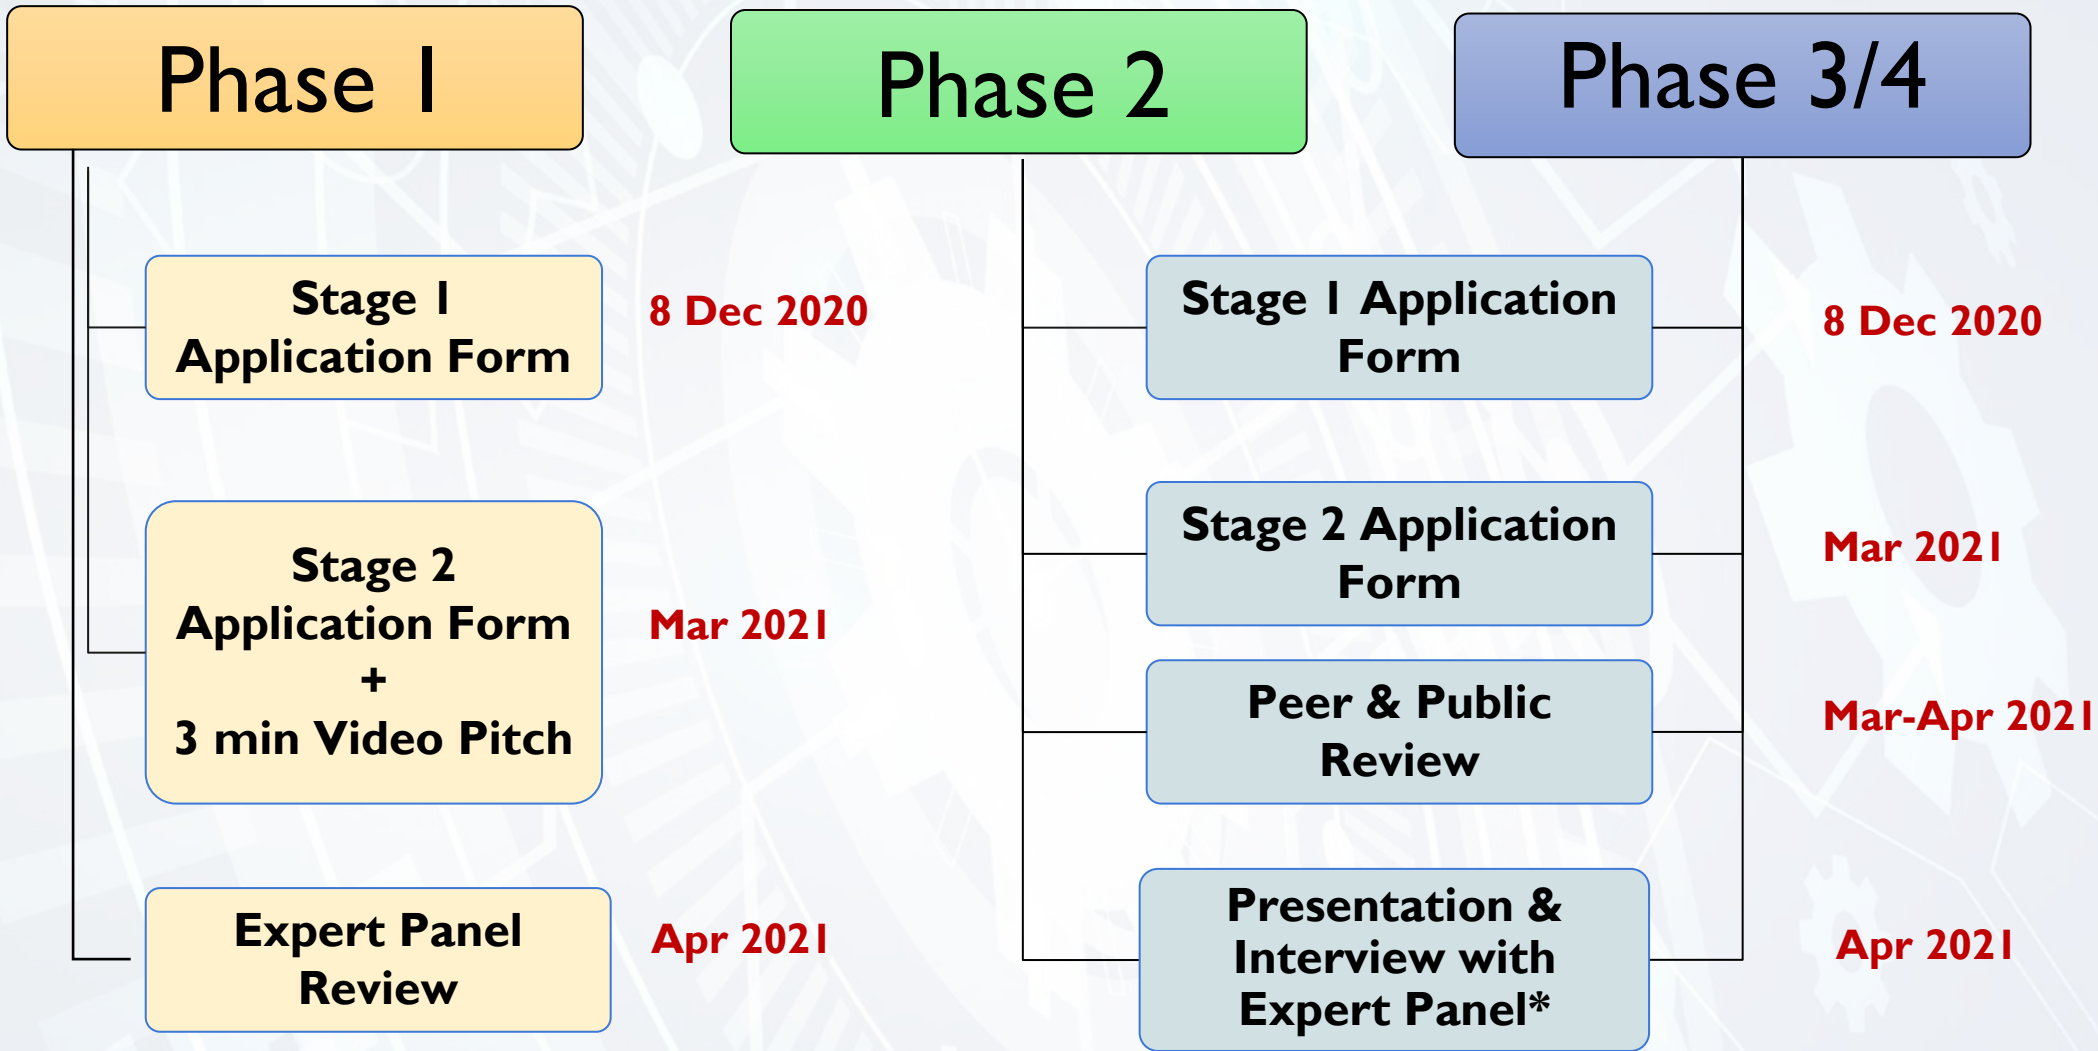 Phase 1
Phase 2
Phase 3/4
Stage 1
Application Form
8 Dec 2020
Stage 2
Application Form
+
3 min Video Pitch
Mar 2021
Expert Panel
Review
Apr 2021
Stage 1 Application
Form
8 Dec 2020
Stage 2 Application
Form
Mar 2021
Peer & Public
Review
Mar-Apr 2021
Presentation &
Interview with
Expert Panel*
Apr 2021